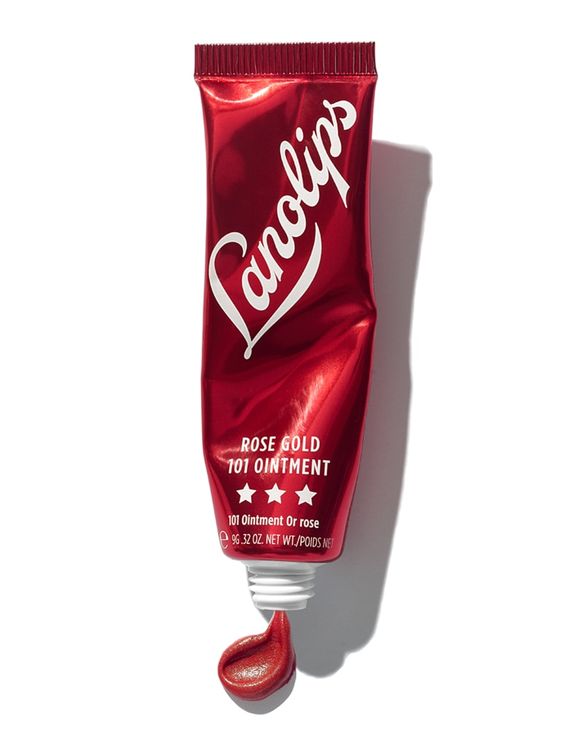 Lanolips
ROSE GOLD
101 OINTMENT
101 Ointment Or rose
e 9G .32 OZ. NET WT./POIDS NET